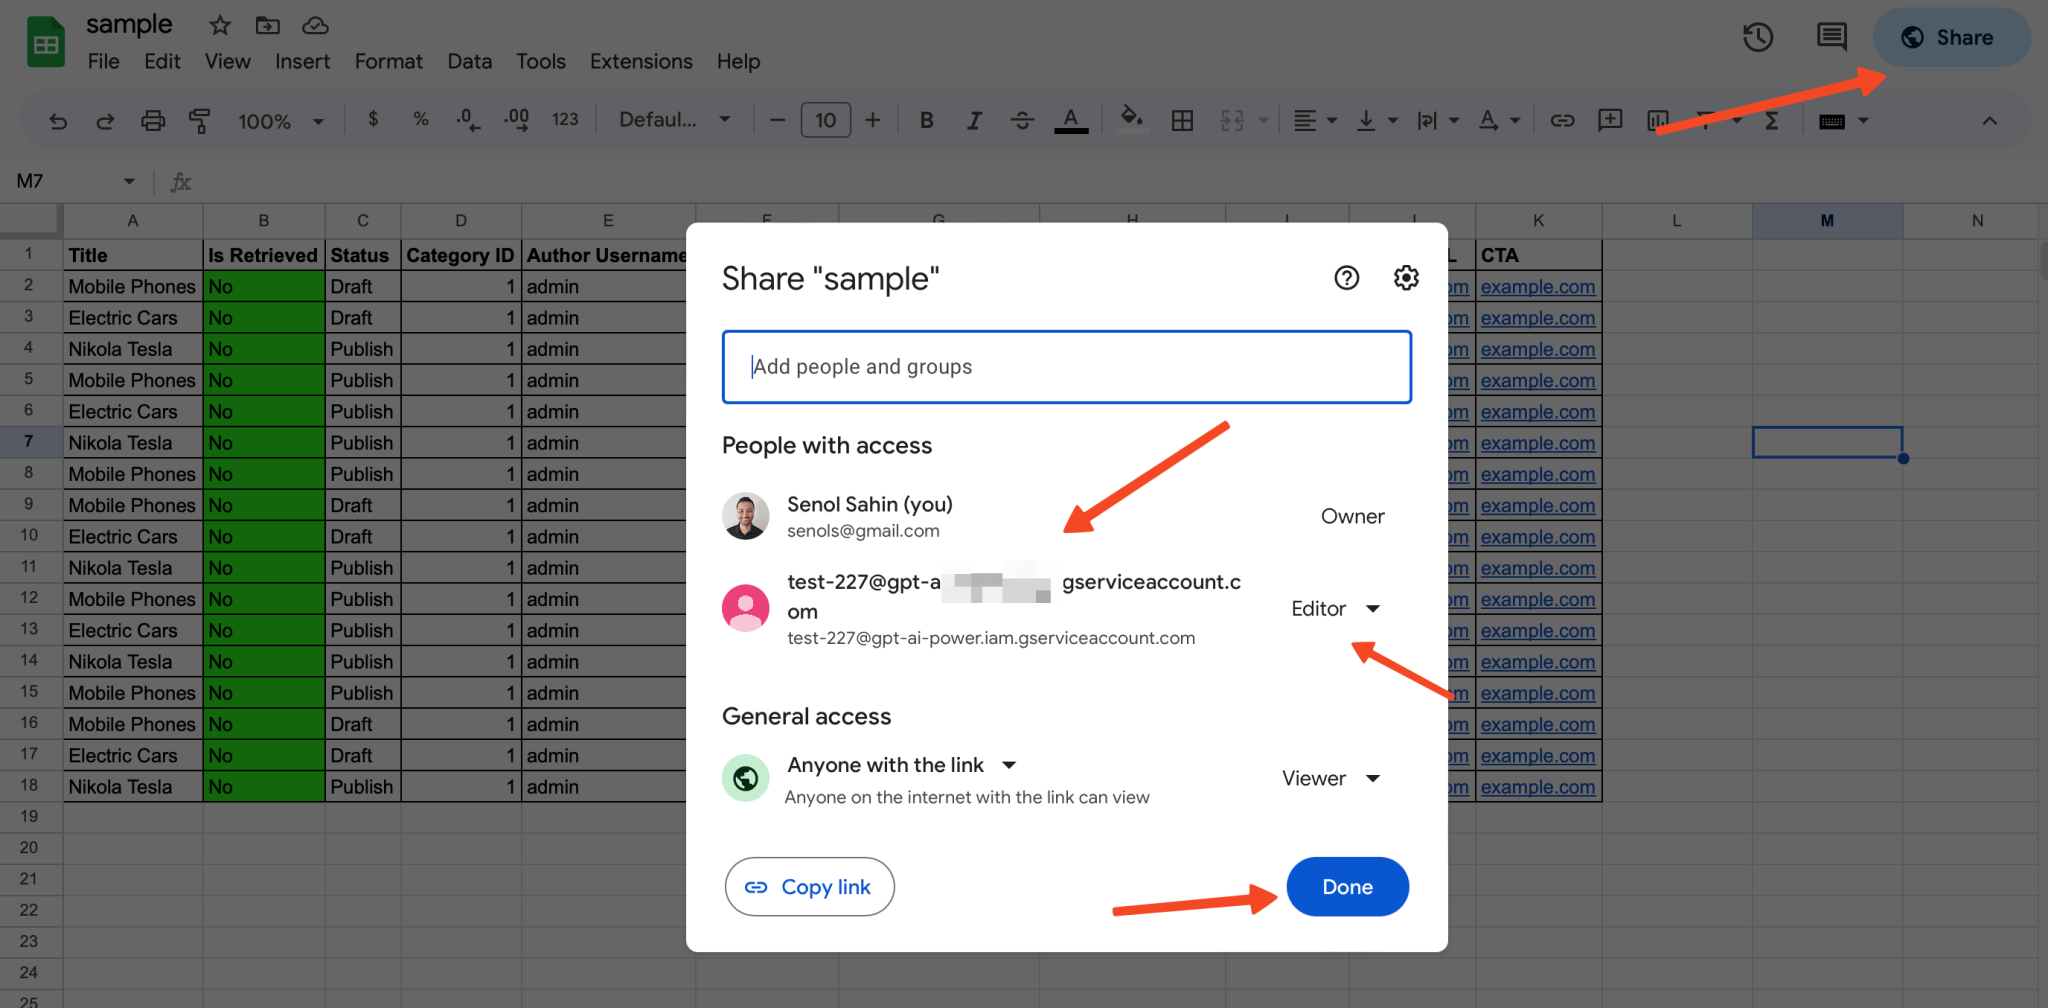 sample
File Edit View Insert Format Data Tools Extensions Help
Share
100% $ % .0 .00 123 Defaul... 10 B I A A Σ
M7 fx
A B C D E F G H I J K L M N
1 Title Is Retrieved Status Category ID Author Username L CTA
2 Mobile Phones No Draft 1 admin om example.com
3 Electric Cars No Draft 1 admin om example.com
4 Nikola Tesla No Publish 1 admin om example.com
5 Mobile Phones No Publish 1 admin om example.com
6 Electric Cars No Publish 1 admin om example.com
7 Nikola Tesla No Publish 1 admin om example.com
8 Mobile Phones No Publish 1 admin om example.com
9 Mobile Phones No Draft 1 admin om example.com
10 Electric Cars No Draft 1 admin om example.com
11 Nikola Tesla No Publish 1 admin om example.com
12 Mobile Phones No Publish 1 admin om example.com
13 Electric Cars No Publish 1 admin om example.com
14 Nikola Tesla No Publish 1 admin om example.com
15 Mobile Phones No Publish 1 admin om example.com
16 Mobile Phones No Draft 1 admin om example.com
17 Electric Cars No Draft 1 admin om example.com
18 Nikola Tesla No Publish 1 admin om example.com
19
20
21
22
23
24
25
Share "sample"
Add people and groups
People with access
Senol Sahin (you)
senols@gmail.com
Owner
test-227@gpt-a gserviceaccount.c
om
test-227@gpt-ai-power.iam.gserviceaccount.com
Editor
General access
Anyone with the link
Anyone on the internet with the link can view
Viewer
Copy link
Done